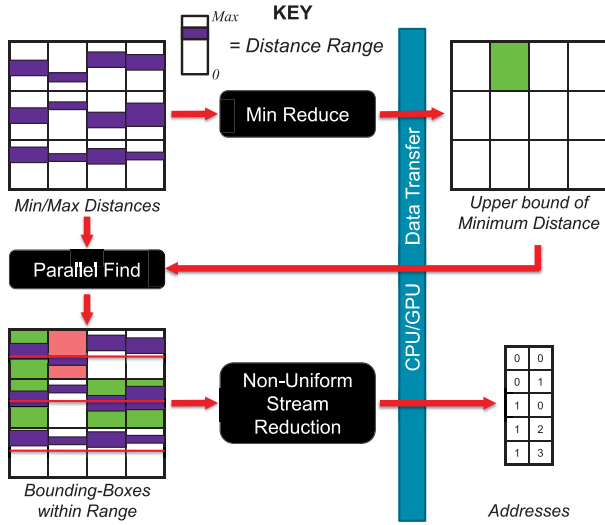 KEY
Max
= Distance Range
0
Min Reduce
Data Transfer
CPU/GPU
Min/Max Distances
Upper bound of
Minimum Distance
Parallel Find
Non-Uniform
Stream
Reduction
0 0
0 1
1 0
1 2
1 3
Bounding-Boxes
within Range
Addresses